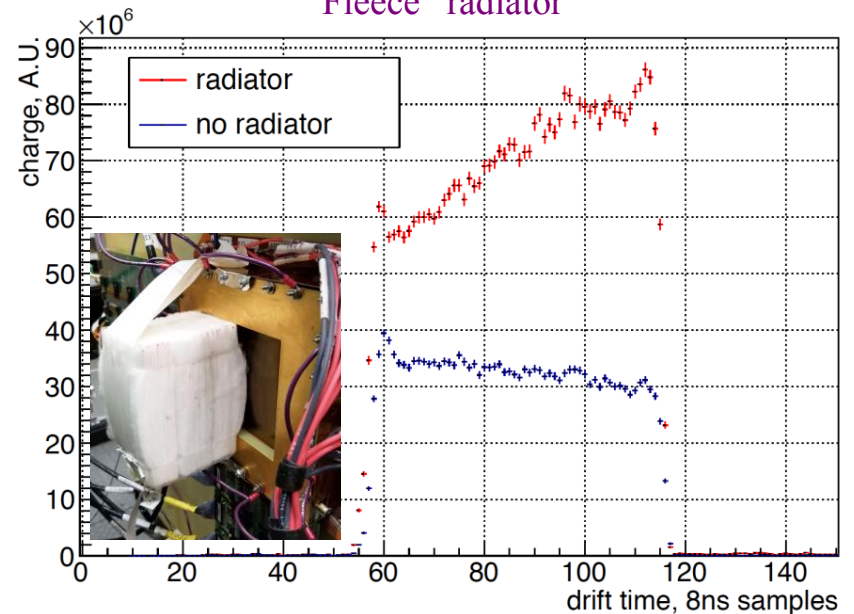 "Fleece" radiator
×10⁶
charge, A.U.
90
80
70
60
50
40
30
20
10
0
radiator
no radiator
0 20 40 60 80 100 120 140
drift time, 8ns samples